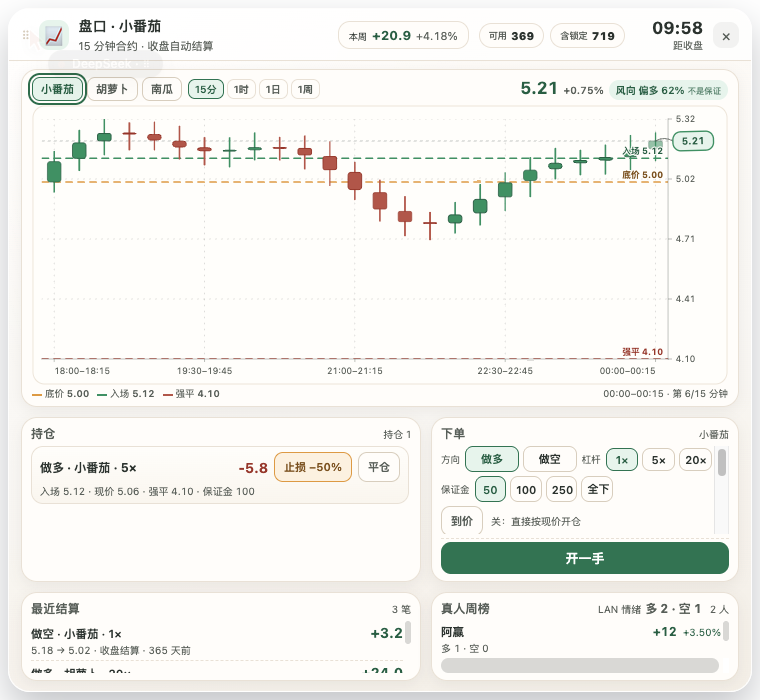 盘口 · 小番茄
15 分钟合约 · 收盘自动结算
本周 +20.9 +4.18%
可用 369
含锁定 719
09:58
距收盘
×
DeepSeek
小番茄 胡萝卜 南瓜 15分 1时 1日 1周
5.21 +0.75% 风向 偏多 62% 不是保证
5.32
5.21
入场 5.12
底价 5.00
5.02
4.71
4.41
强平 4.10
4.10
18:00–18:15 19:30–19:45 21:00–21:15 22:30–22:45 00:00–00:15
底价 5.00 入场 5.12 强平 4.10
00:00–00:15 · 第 6/15 分钟
持仓 持仓 1
做多 · 小番茄 · 5× -5.8 止损 −50% 平仓
入场 5.12 · 现价 5.06 · 强平 4.10 · 保证金 100
下单 小番茄
方向 做多 做空 杠杆 1× 5× 20×
保证金 50 100 250 全下
到价 关：直接按现价开仓
开一手
最近结算 3 笔
做空 · 小番茄 · 1× +3.2
5.18 → 5.02 · 收盘结算 · 365 天前
做多 · 胡萝卜 · 20× +24.0
真人周榜 LAN 情绪 多 2 · 空 1 2 人
阿赢 +12 +3.50%
多 1 · 空 0